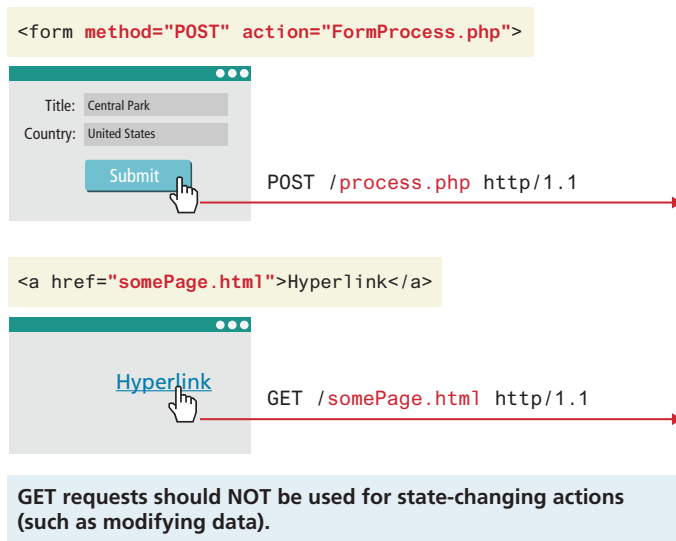 <form method="POST" action="FormProcess.php">
Title: Central Park
Country: United States
Submit
POST /process.php http/1.1
<a href="somePage.html">Hyperlink</a>
Hyperlink
GET /somePage.html http/1.1
GET requests should NOT be used for state-changing actions
(such as modifying data).